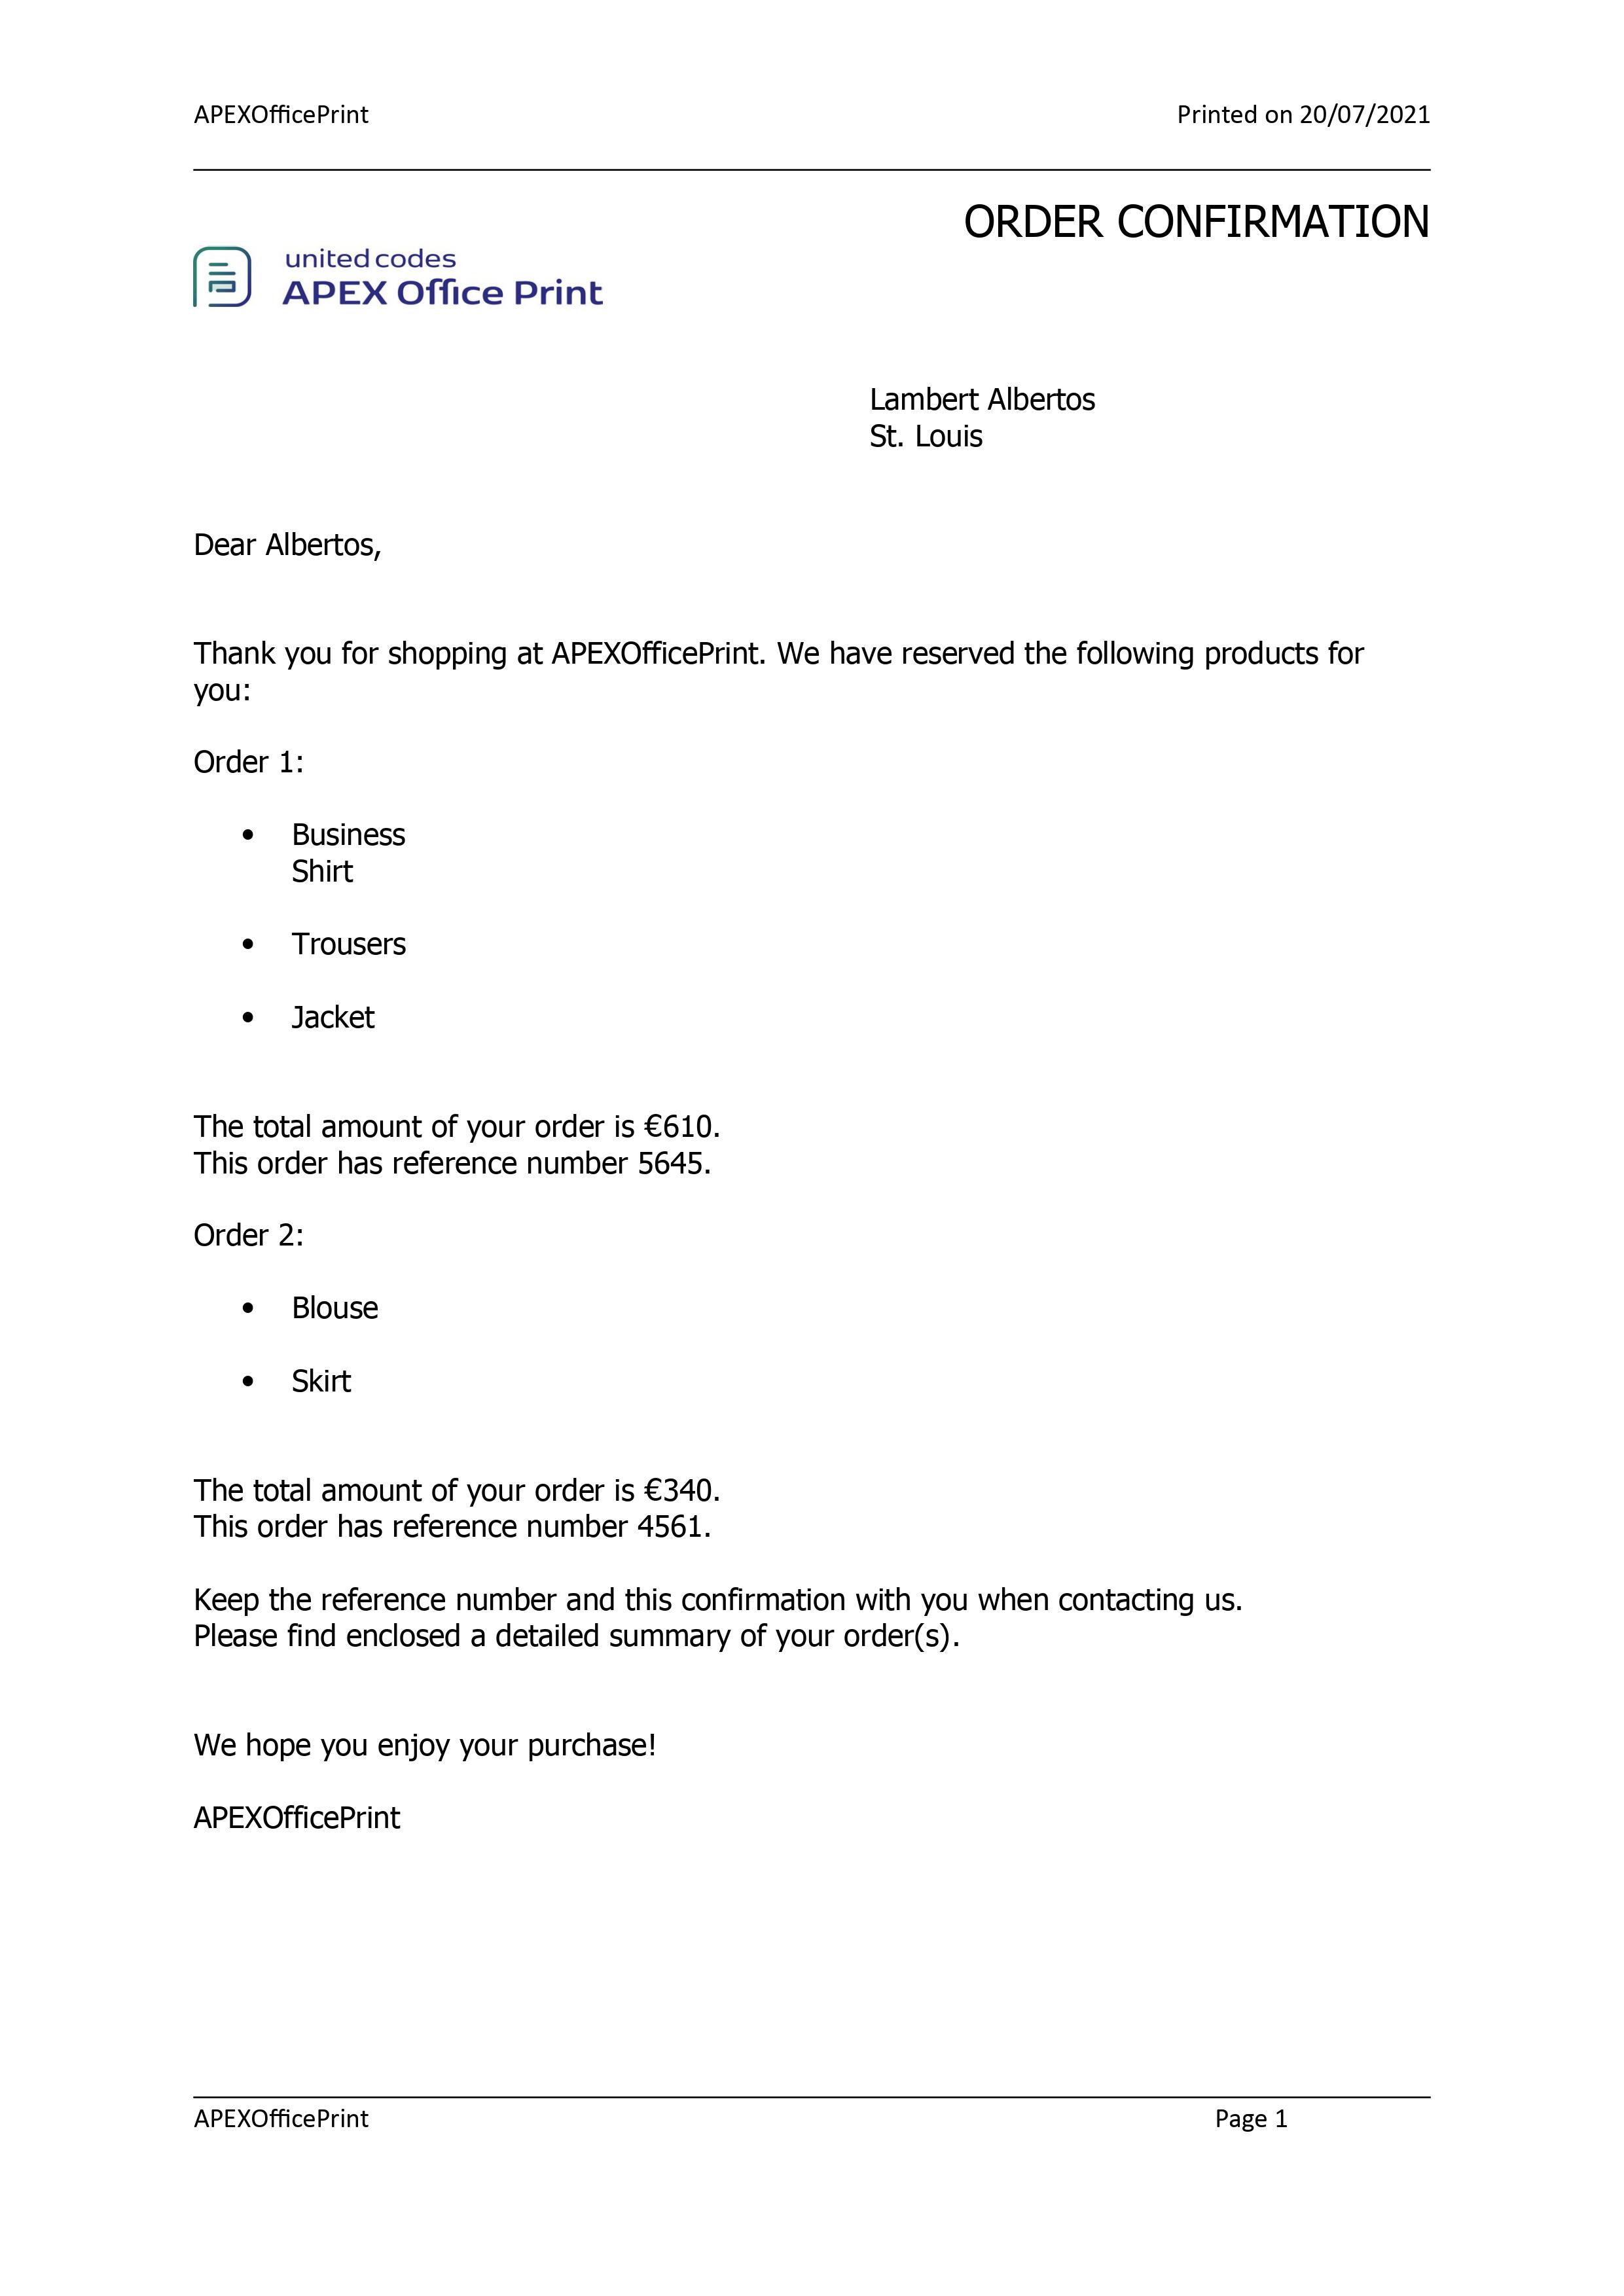 APEXOfficePrint Printed on 20/07/2021
ORDER CONFIRMATION
united codes
APEX Office Print
Lambert Albertos
St. Louis
Dear Albertos,
Thank you for shopping at APEXOfficePrint. We have reserved the following products for
you:
Order 1:
• Business
Shirt
• Trousers
• Jacket
The total amount of your order is €610.
This order has reference number 5645.
Order 2:
• Blouse
• Skirt
The total amount of your order is €340.
This order has reference number 4561.
Keep the reference number and this confirmation with you when contacting us.
Please find enclosed a detailed summary of your order(s).
We hope you enjoy your purchase!
APEXOfficePrint
APEXOfficePrint Page 1